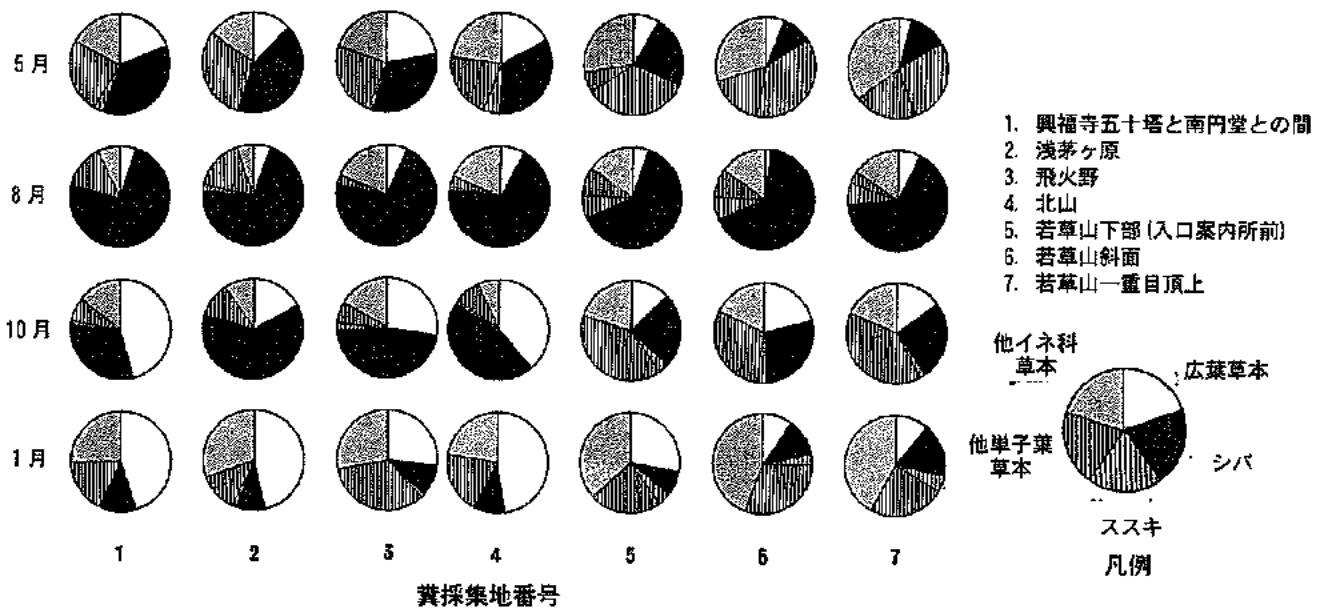 5月
8月
10月
1月
1 2 3 4 5 6 7
糞採集地番号
1. 興福寺五十塔と南円堂との間
2. 浅茅ヶ原
3. 飛火野
4. 北山
5. 若草山下部(入口案内所前)
6. 若草山斜面
7. 若草山一重目頂上
他イネ科
草本
広葉草本
他単子葉
草本
シバ
ススキ
凡例